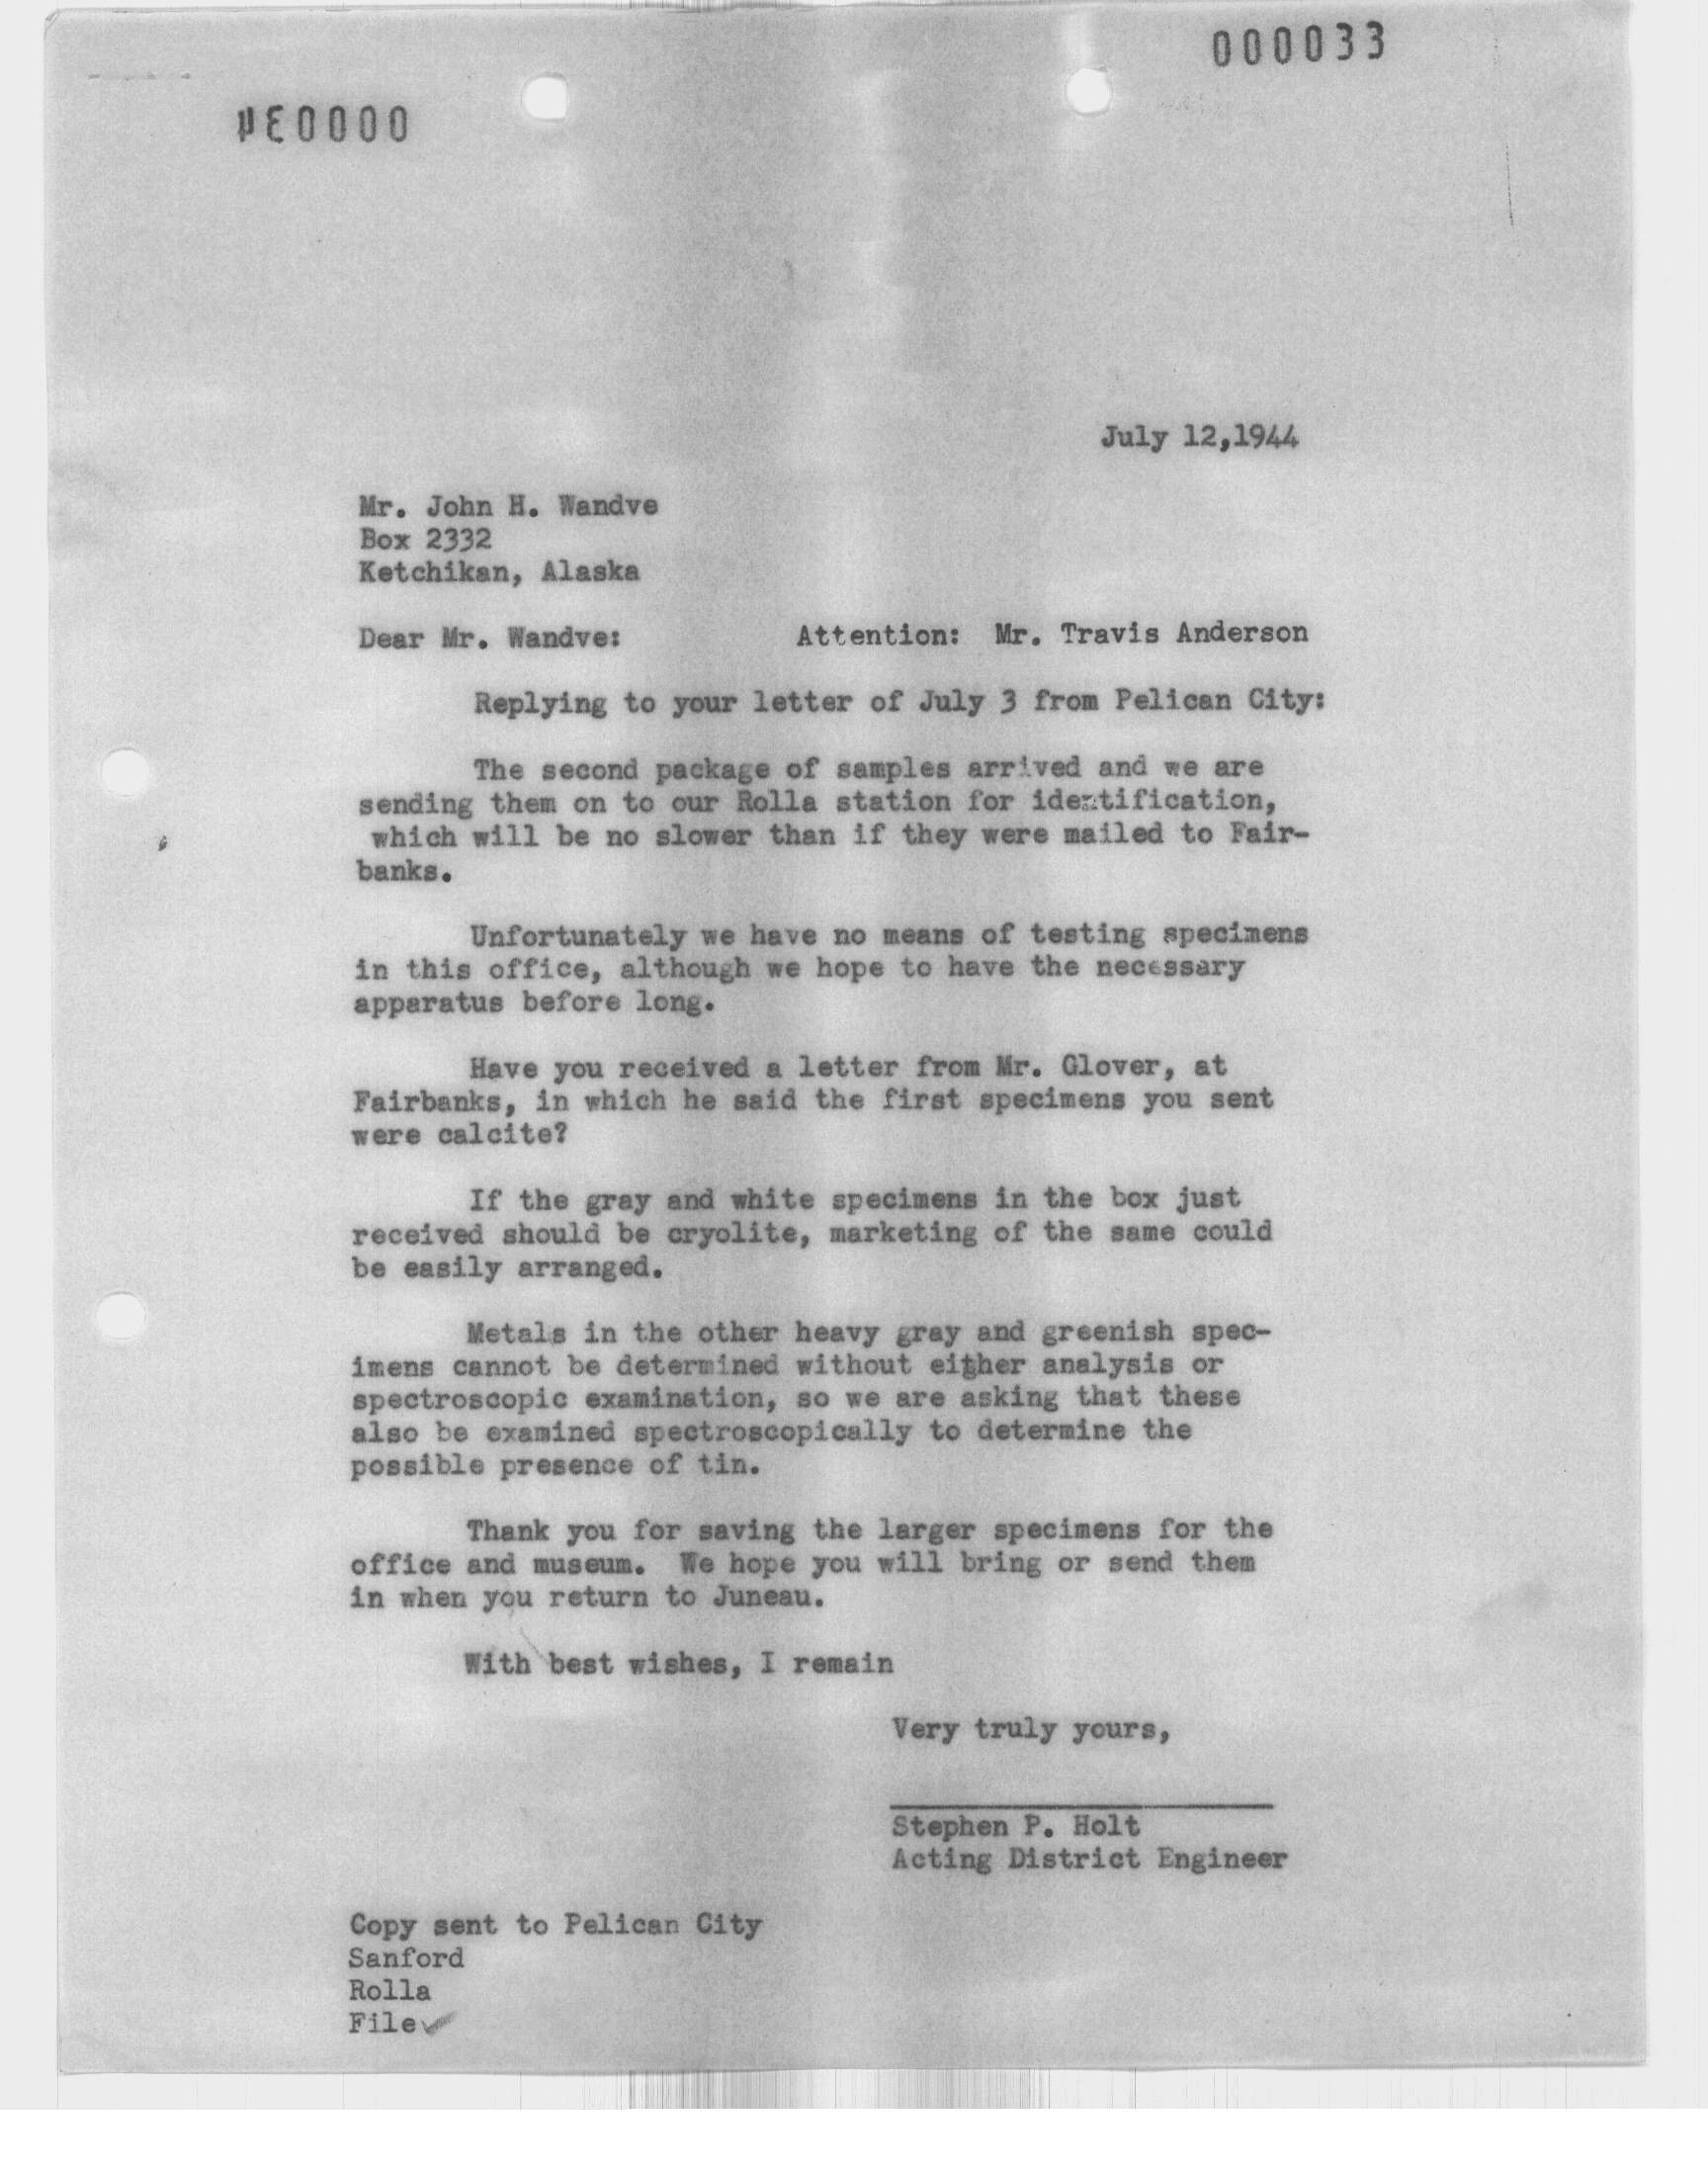 000033
000034
July 12,1944
Mr. John H. Wandve
Box 2332
Ketchikan, Alaska
Dear Mr. Wandve: Attention: Mr. Travis Anderson
Replying to your letter of July 3 from Pelican City:
The second package of samples arrived and we are
sending them on to our Rolla station for identification,
which will be no slower than if they were mailed to Fair-
banks.
Unfortunately we have no means of testing specimens
in this office, although we hope to have the necessary
apparatus before long.
Have you received a letter from Mr. Glover, at
Fairbanks, in which he said the first specimens you sent
were calcite?
If the gray and white specimens in the box just
received should be cryolite, marketing of the same could
be easily arranged.
Metals in the other heavy gray and greenish spec-
imens cannot be determined without either analysis or
spectroscopic examination, so we are asking that these
also be examined spectroscopically to determine the
possible presence of tin.
Thank you for saving the larger specimens for the
office and museum. We hope you will bring or send them
in when you return to Juneau.
With best wishes, I remain
Very truly yours,
Stephen P. Holt
Acting District Engineer
Copy sent to Pelican City
Sanford
Rolla
File